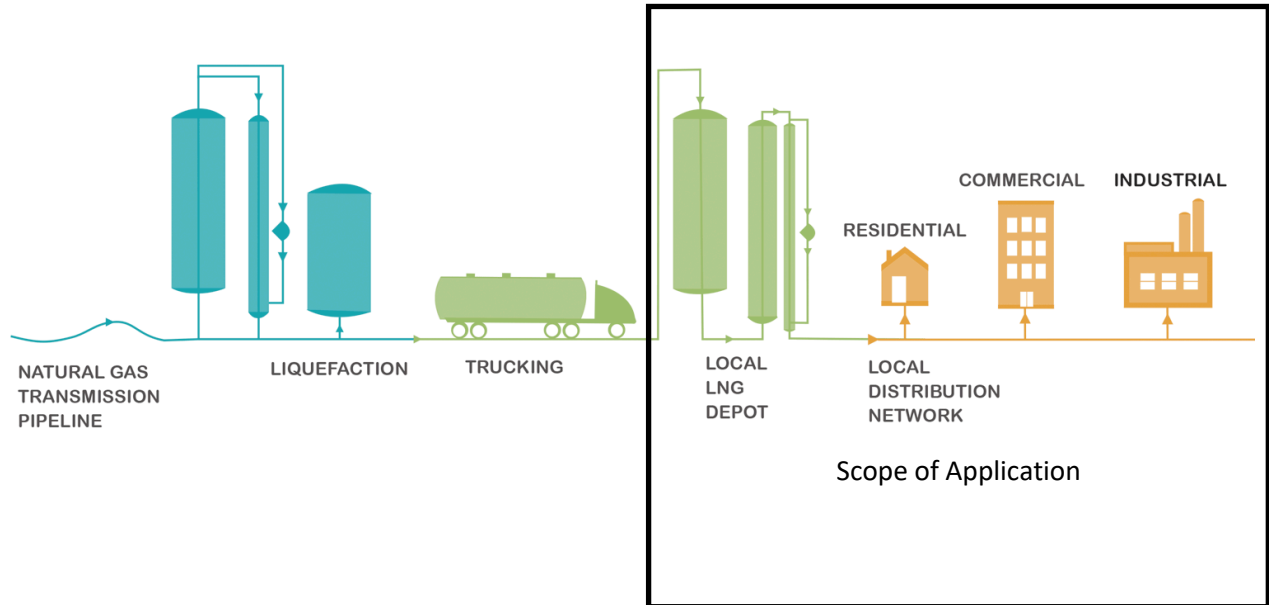 NATURAL GAS
TRANSMISSION
PIPELINE
LIQUEFACTION
TRUCKING
LOCAL
LNG
DEPOT
LOCAL
DISTRIBUTION
NETWORK
RESIDENTIAL
COMMERCIAL
INDUSTRIAL
Scope of Application